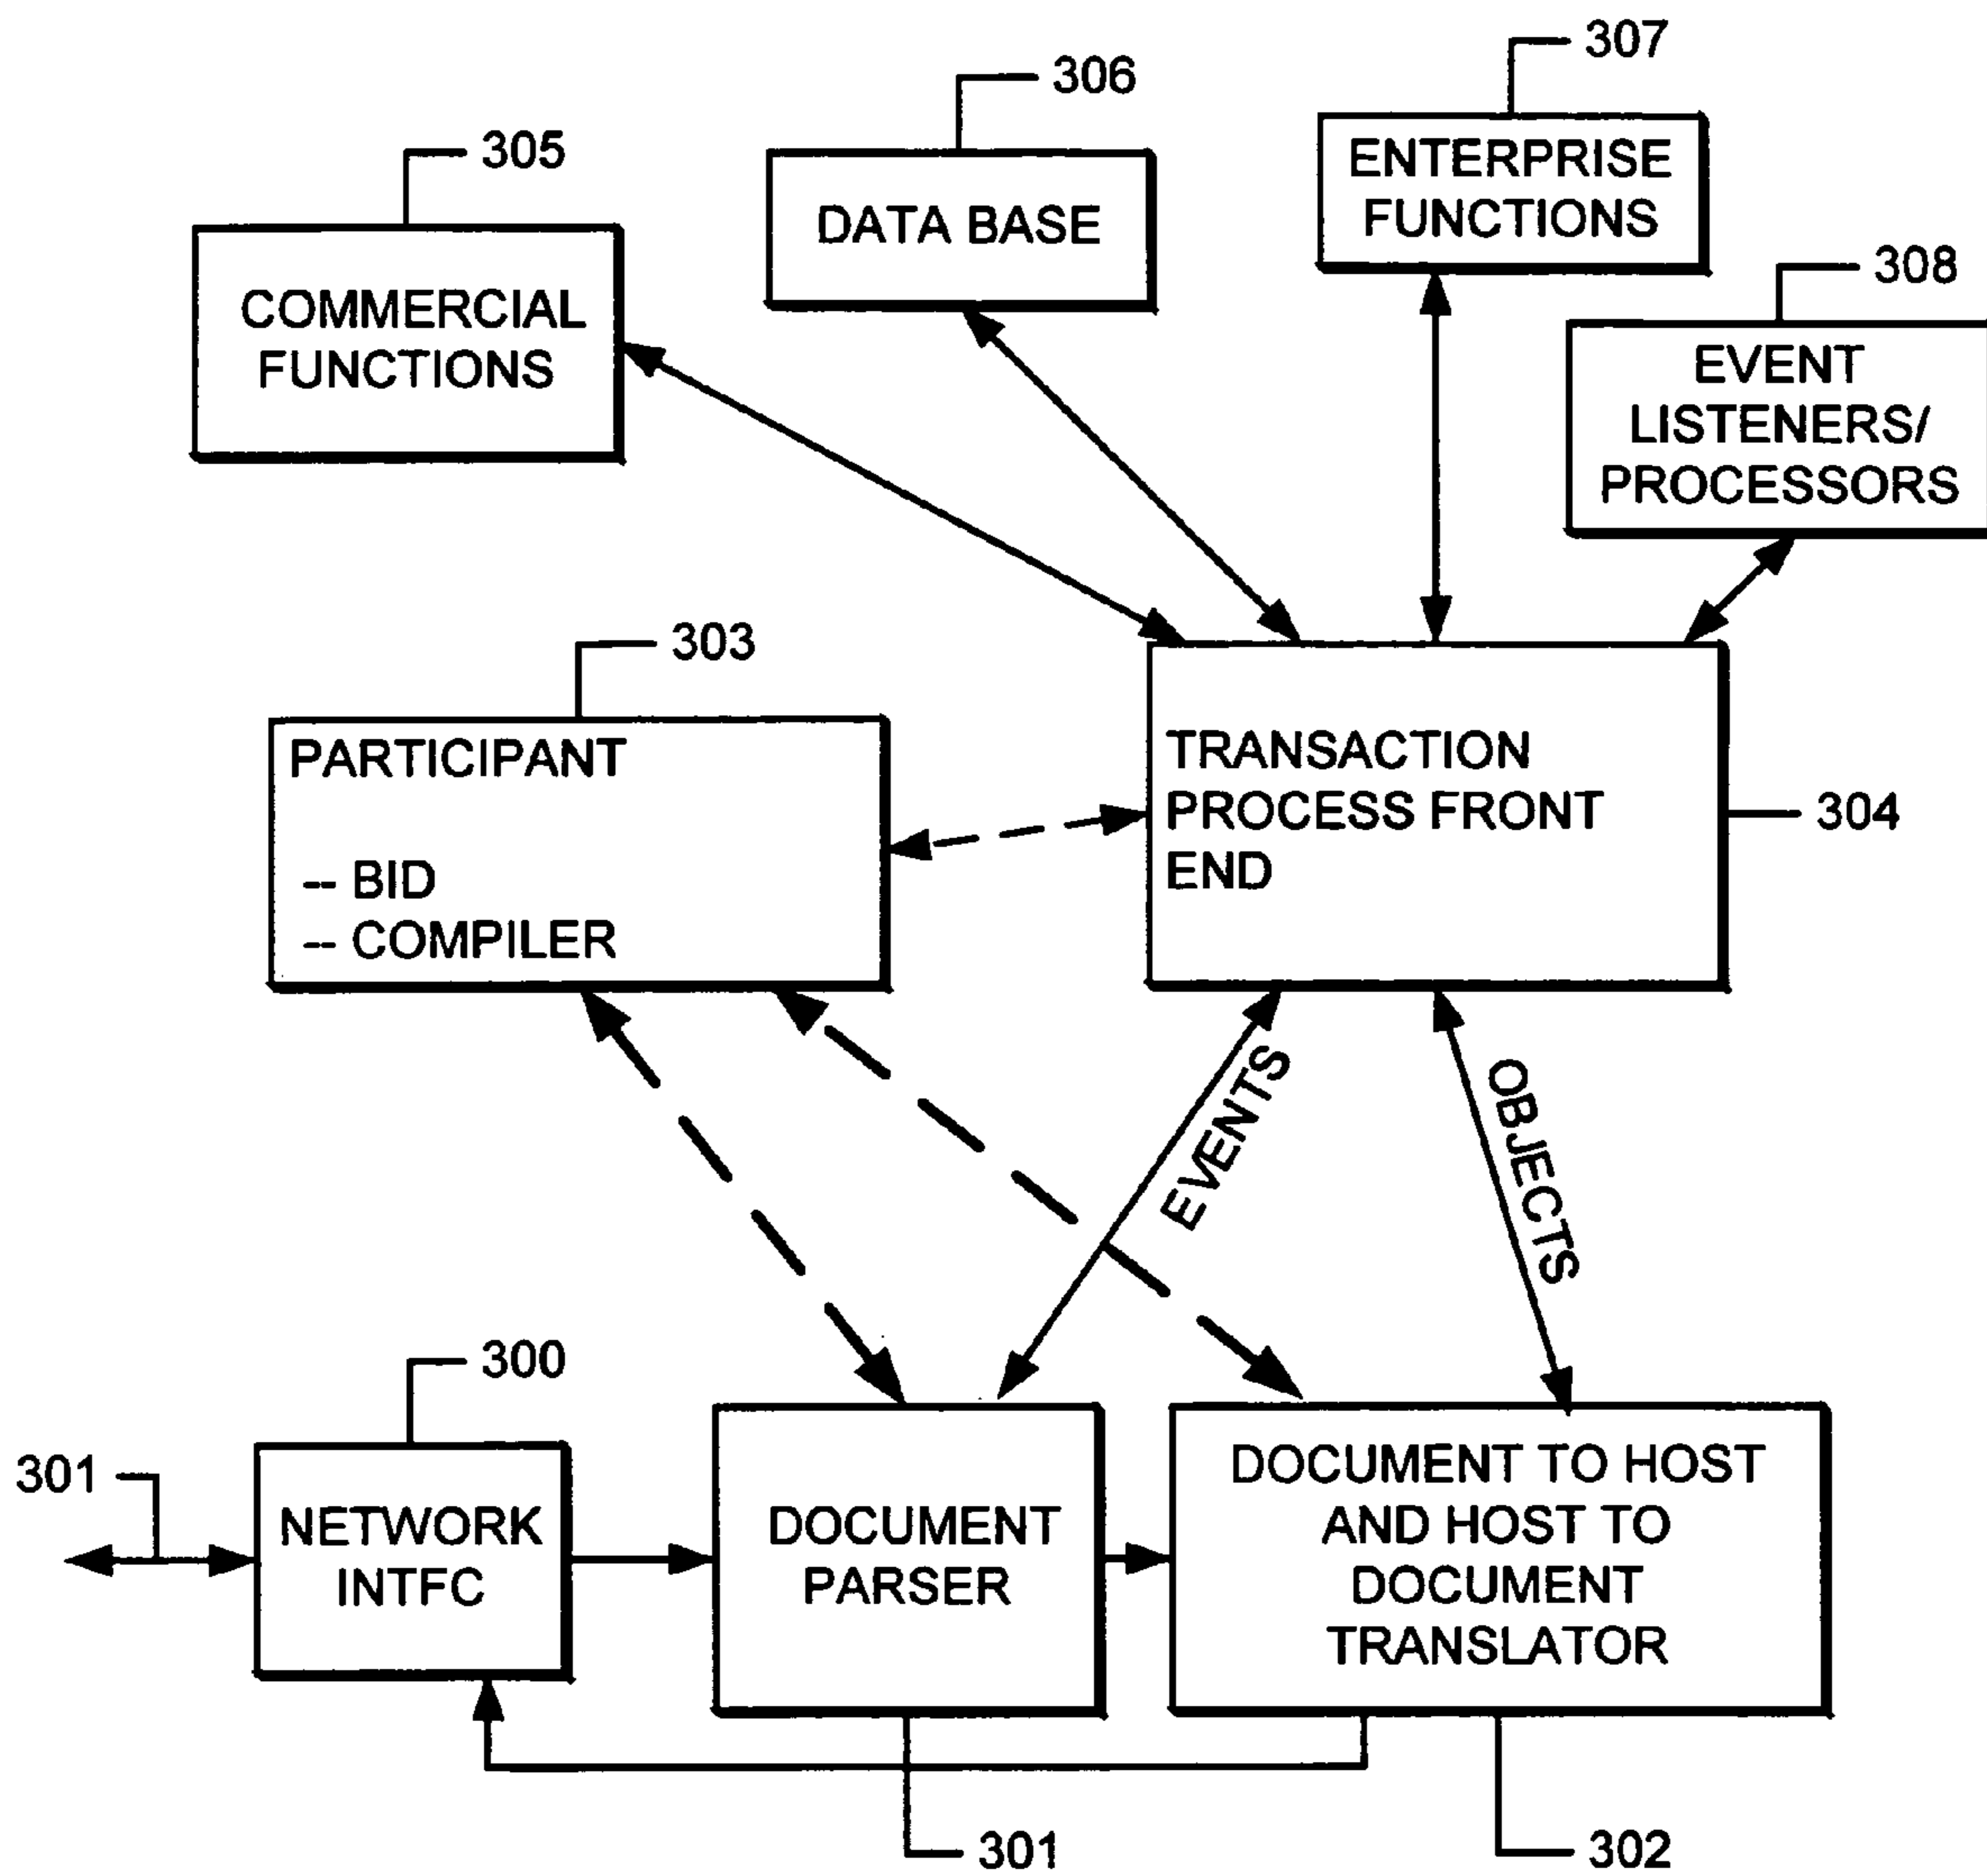 307
306
305
ENTERPRISE
FUNCTIONS
DATA BASE
308
COMMERCIAL
FUNCTIONS
EVENT
LISTENERS/
PROCESSORS
303
PARTICIPANT
-- BID
-- COMPILER
TRANSACTION
PROCESS FRONT
END
304
EVENTS
OBJECTS
300
301
NETWORK
INTFC
DOCUMENT
PARSER
DOCUMENT TO HOST
AND HOST TO
DOCUMENT
TRANSLATOR
301
302